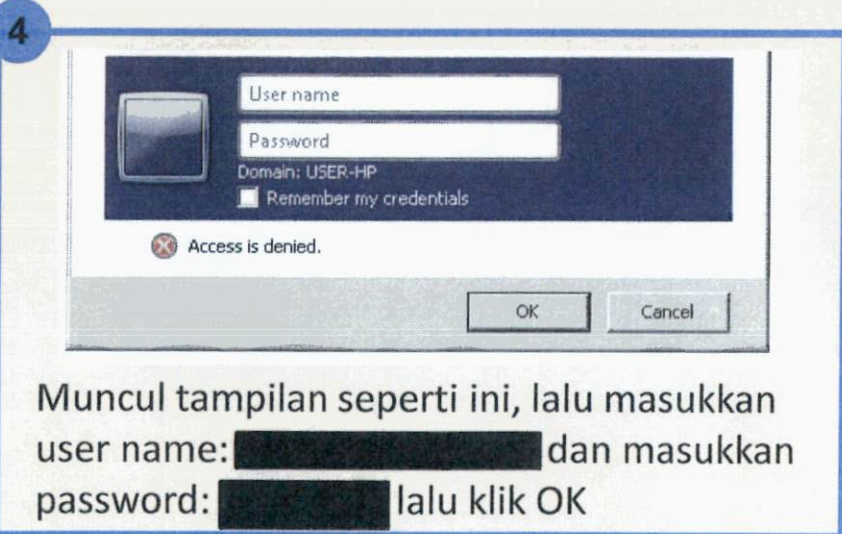 4
User name
Password
Domain: USER-HP
Remember my credentials
Access is denied.
OK
Cancel
Muncul tampilan seperti ini, lalu masukkan
user name: dan masukkan
password: lalu klik OK